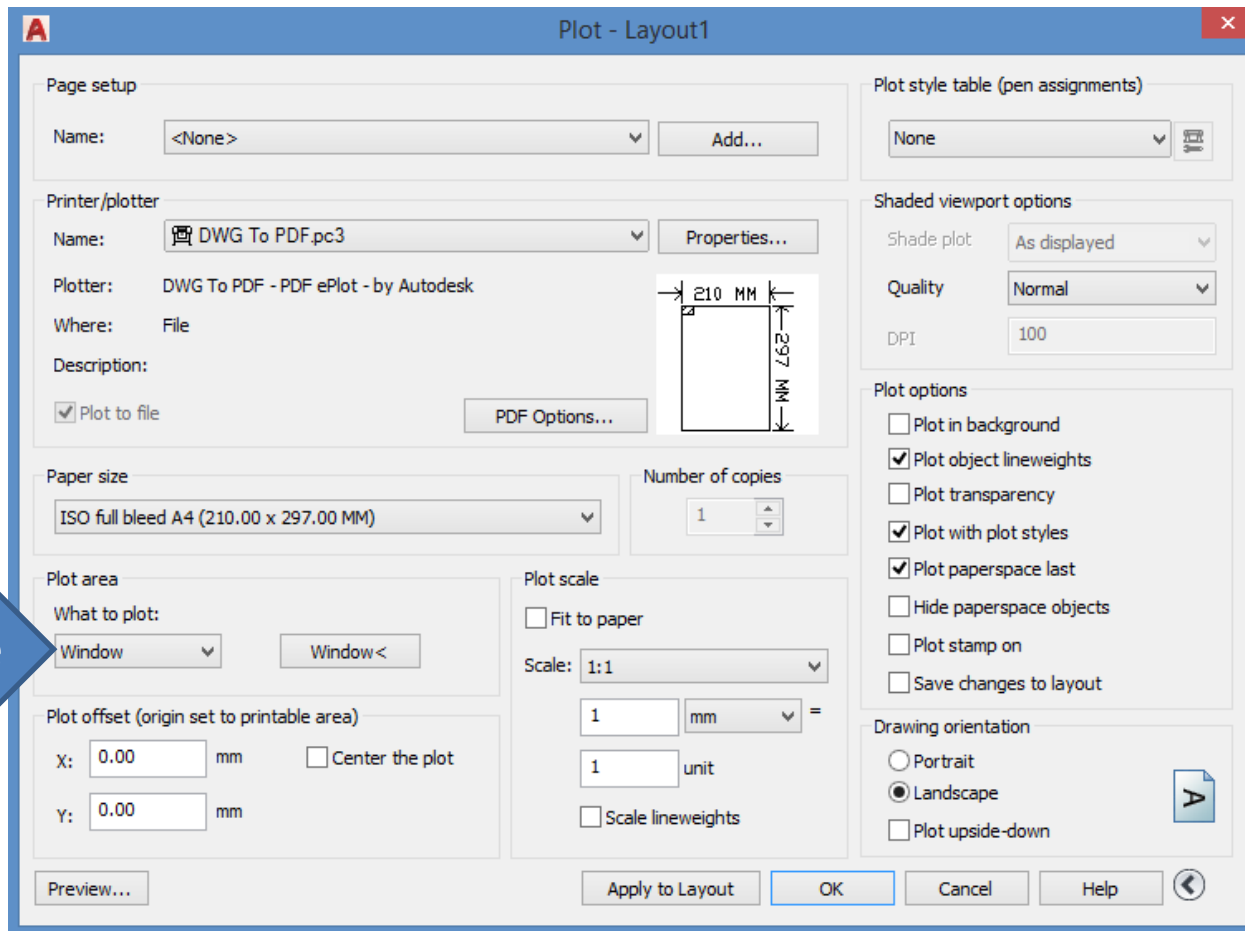 Plot - Layout1
Page setup
Name: <None> Add...
Plot style table (pen assignments)
None
Printer/plotter
Name: DWG To PDF.pc3 Properties...
Plotter: DWG To PDF - PDF ePlot - by Autodesk
Where: File
Description:
Plot to file
PDF Options...
210 MM
297 MM
Shaded viewport options
Shade plot As displayed
Quality Normal
DPI 100
Paper size
ISO full bleed A4 (210.00 x 297.00 MM)
Number of copies
1
Plot options
Plot in background
Plot object lineweights
Plot transparency
Plot with plot styles
Plot paperspace last
Hide paperspace objects
Plot stamp on
Save changes to layout
Plot area
What to plot:
Window Window<
Plot scale
Fit to paper
Scale: 1:1
1 mm =
1 unit
Scale lineweights
Plot offset (origin set to printable area)
X: 0.00 mm Center the plot
Y: 0.00 mm
Drawing orientation
Portrait
Landscape
Plot upside-down
A
Preview... Apply to Layout OK Cancel Help